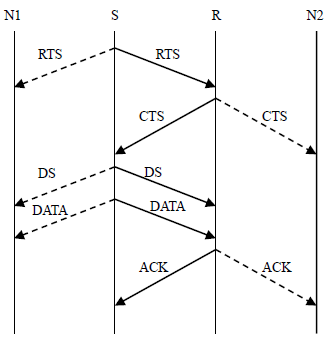 N1 S R N2
RTS RTS
CTS CTS
DS DS
DATA DATA
ACK ACK